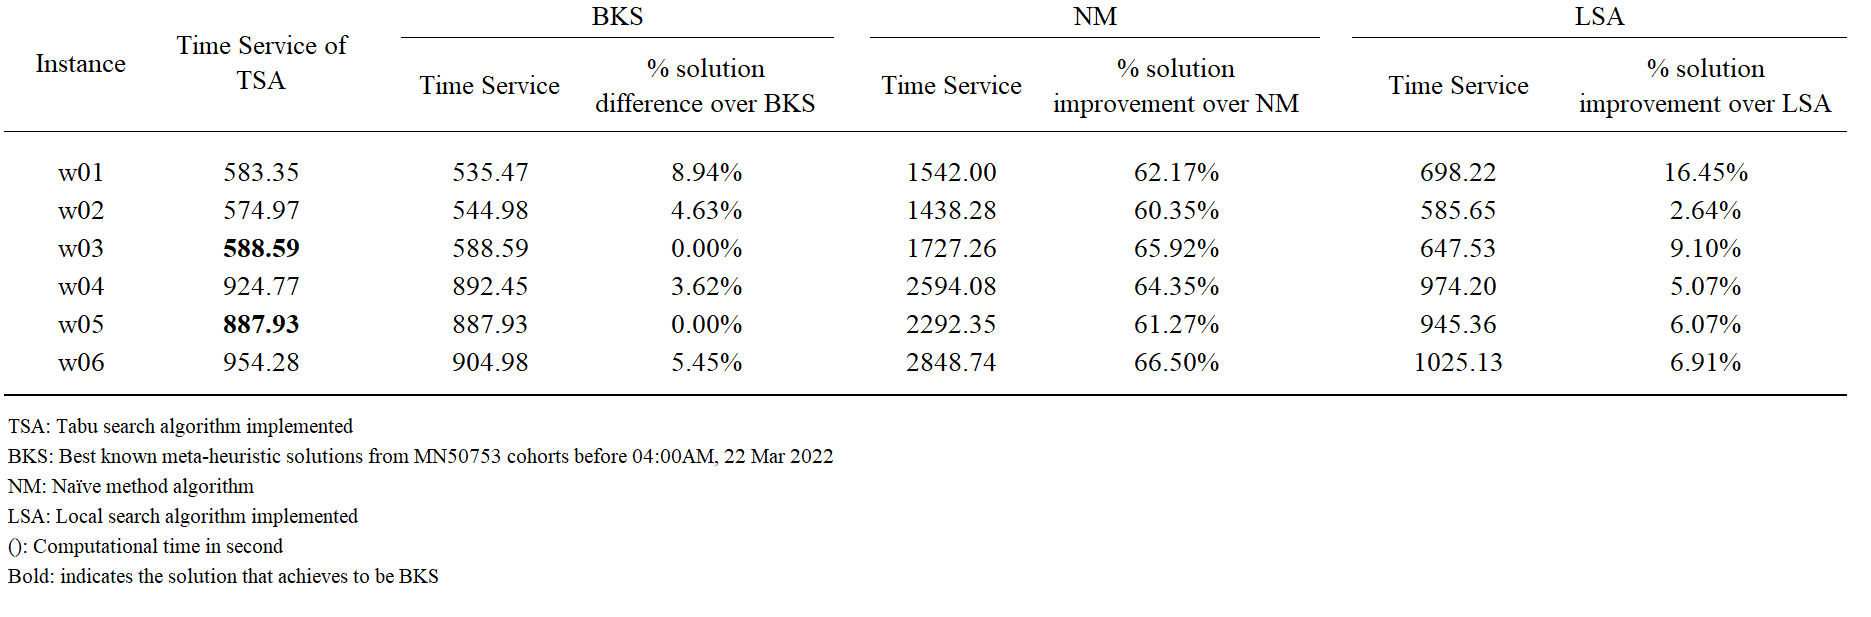 BKS NM LSA
Instance Time Service of TSA Time Service % solution difference over BKS Time Service % solution improvement over NM Time Service % solution improvement over LSA
w01 583.35 535.47 8.94% 1542.00 62.17% 698.22 16.45%
w02 574.97 544.98 4.63% 1438.28 60.35% 585.65 2.64%
w03 588.59 588.59 0.00% 1727.26 65.92% 647.53 9.10%
w04 924.77 892.45 3.62% 2594.08 64.35% 974.20 5.07%
w05 887.93 887.93 0.00% 2292.35 61.27% 945.36 6.07%
w06 954.28 904.98 5.45% 2848.74 66.50% 1025.13 6.91%
TSA: Tabu search algorithm implemented
BKS: Best known meta-heuristic solutions from MN50753 cohorts before 04:00AM, 22 Mar 2022
NM: Naïve method algorithm
LSA: Local search algorithm implemented
(): Computational time in second
Bold: indicates the solution that achieves to be BKS